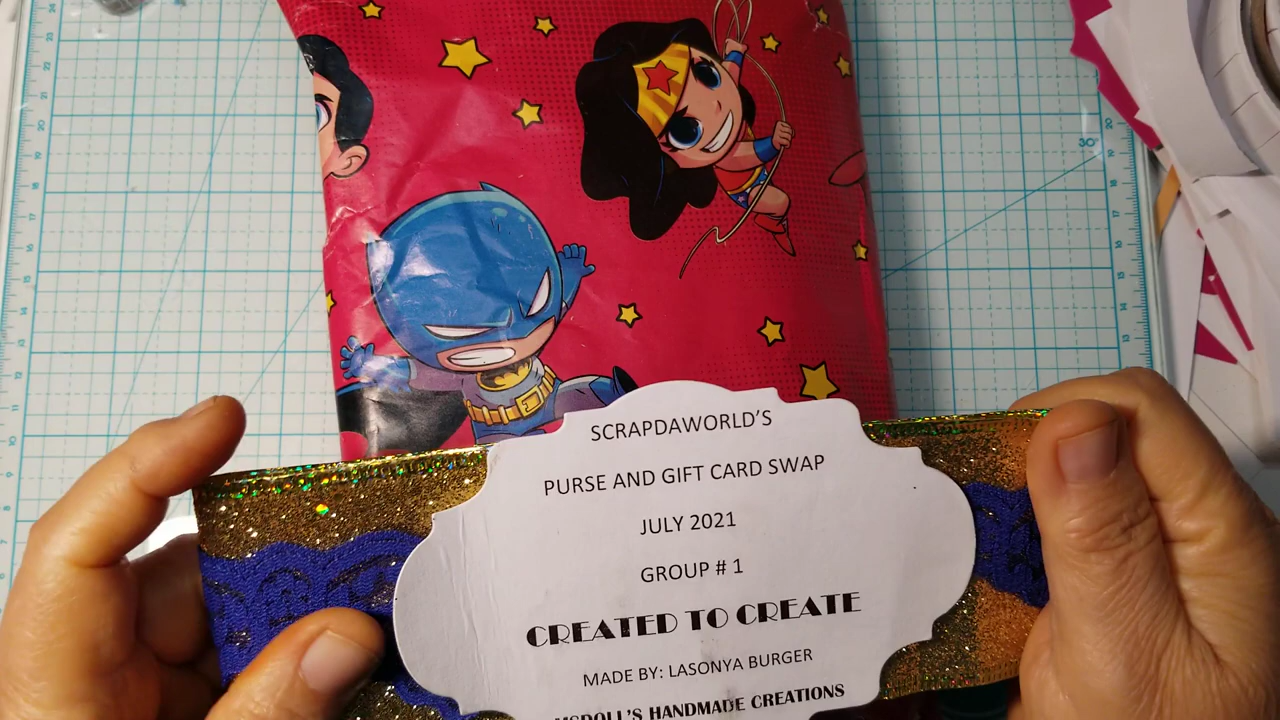 SCRAPDAWORLD'S
PURSE AND GIFT CARD SWAP
JULY 2021
GROUP # 1
CREATED TO CREATE
MADE BY: LASONYA BURGER
HANDMADE CREATIONS
30°